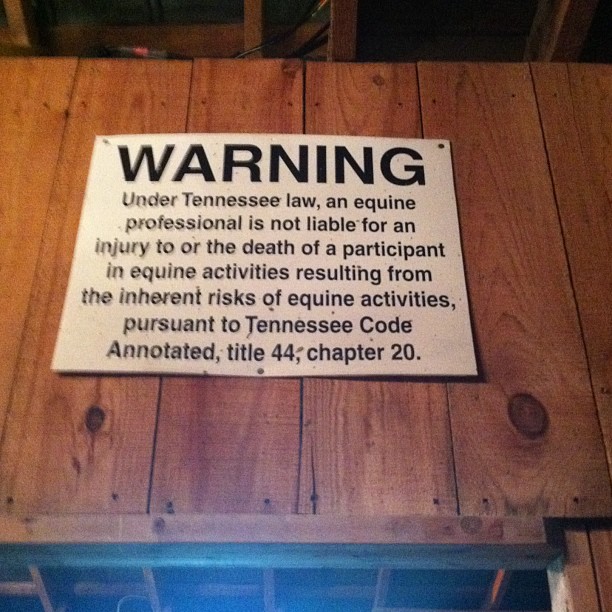 WARNING
Under Tennessee law, an equine
professional is not liable for an
injury to or the death of a participant
in equine activities resulting from
the inherent risks of equine activities,
pursuant to Tennessee Code
Annotated, title 44, chapter 20.